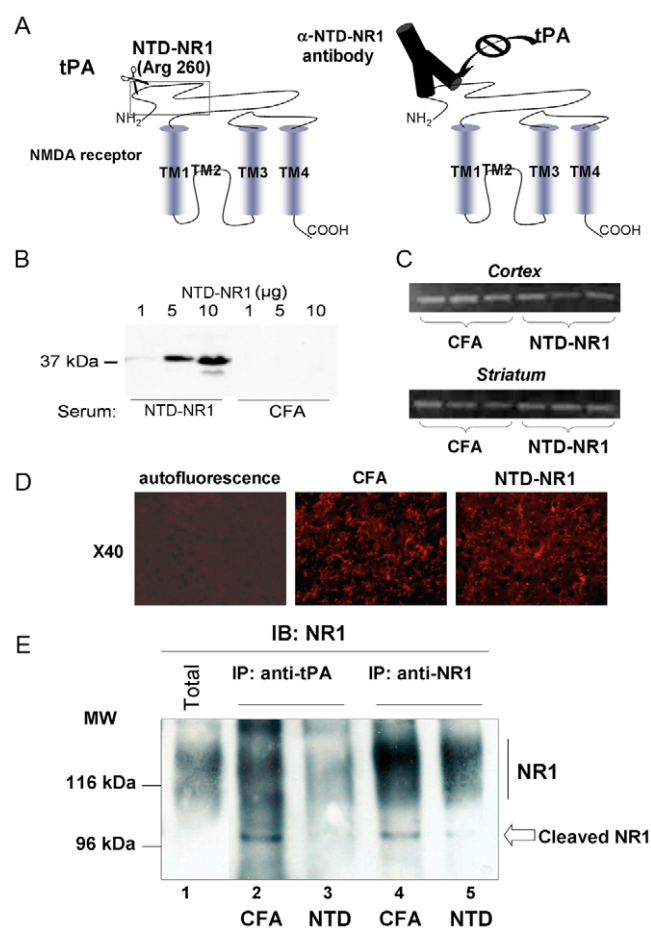 A
tPA
NTD-NR1
(Arg 260)
NH2
NMDA receptor
TM1 TM2 TM3 TM4
COOH
α-NTD-NR1
antibody
tPA
NH2
TM1 TM2 TM3 TM4
COOH
B
NTD-NR1 (µg)
1 5 10 1 5 10
37 kDa
Serum: NTD-NR1 CFA
C
Cortex
CFA NTD-NR1
Striatum
CFA NTD-NR1
D
autofluorescence CFA NTD-NR1
X40
E
IB: NR1
Total
IP: anti-tPA IP: anti-NR1
MW
NR1
116 kDa
Cleaved NR1
96 kDa
1 2 3 4 5
CFA NTD CFA NTD